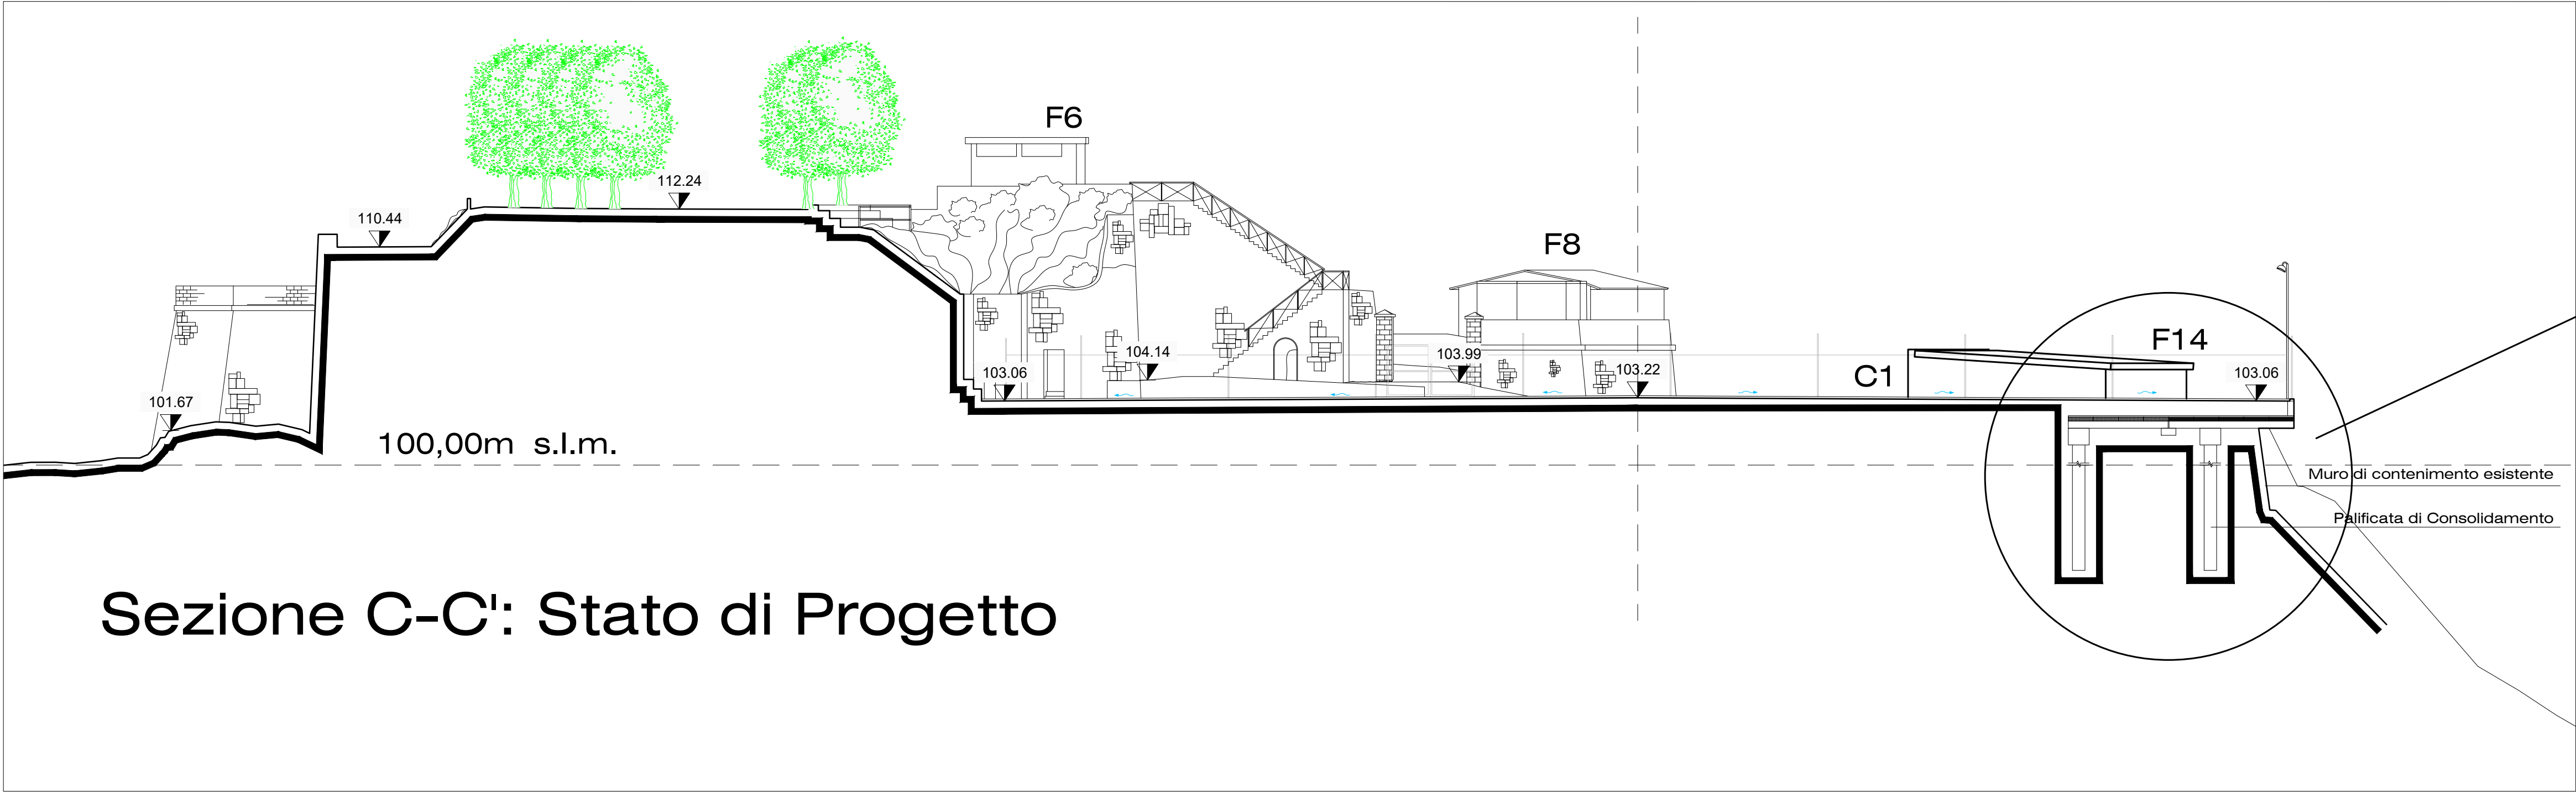 F6
112.24
110.44
F8
F14
104.14
103.99
103.06
103.22
C1
103.06
101.67
100,00m s.l.m.
Muro di contenimento esistente
Palificata di Consolidamento
Sezione C-C': Stato di Progetto